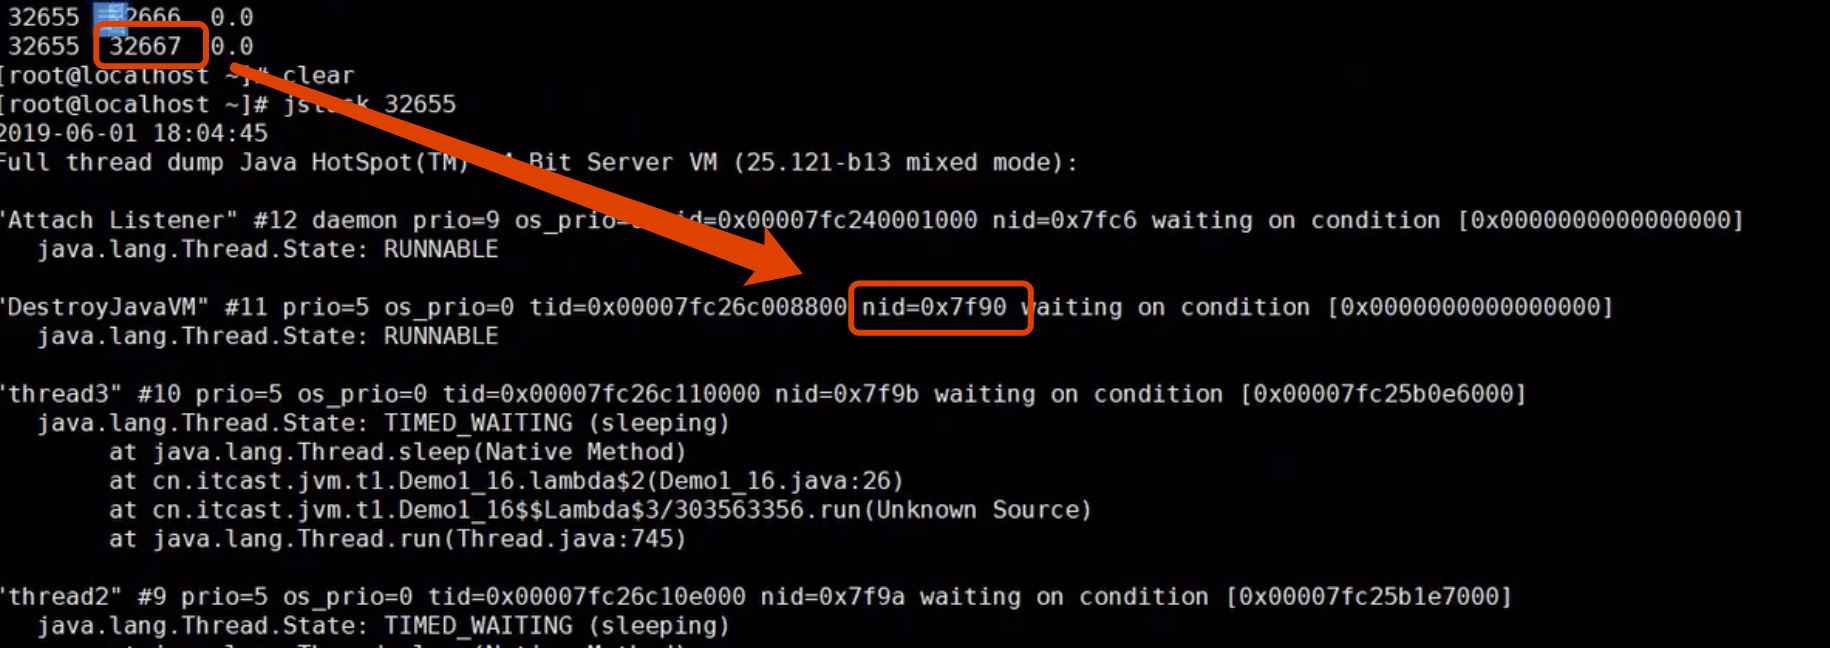 32655 2666 0.0
32655 32667 0.0
[root@localhost ~]# clear
[root@localhost ~]# jstack 32655
2019-06-01 18:04:45
Full thread dump Java HotSpot(TM) Bit Server VM (25.121-b13 mixed mode):
"Attach Listener" #12 daemon prio=9 os_prio= tid=0x00007fc240001000 nid=0x7fc6 waiting on condition [0x0000000000000000]
java.lang.Thread.State: RUNNABLE
"DestroyJavaVM" #11 prio=5 os_prio=0 tid=0x00007fc26c008800 nid=0x7f90 waiting on condition [0x0000000000000000]
java.lang.Thread.State: RUNNABLE
"thread3" #10 prio=5 os_prio=0 tid=0x00007fc26c110000 nid=0x7f9b waiting on condition [0x00007fc25b0e6000]
java.lang.Thread.State: TIMED_WAITING (sleeping)
at java.lang.Thread.sleep(Native Method)
at cn.itcast.jvm.t1.Demo1_16.lambda$2(Demo1_16.java:26)
at cn.itcast.jvm.t1.Demo1_16$$Lambda$3/303563356.run(Unknown Source)
at java.lang.Thread.run(Thread.java:745)
"thread2" #9 prio=5 os_prio=0 tid=0x00007fc26c10e000 nid=0x7f9a waiting on condition [0x00007fc25b1e7000]
java.lang.Thread.State: TIMED_WAITING (sleeping)